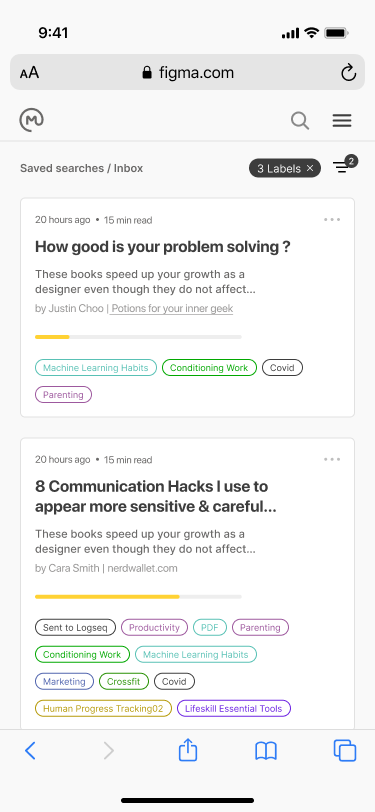 9:41
AA
figma.com
Saved searches / Inbox
3 Labels ×
2
20 hours ago • 15 min read
How good is your problem solving ?
These books speed up your growth as a
designer even though they do not affect...
by Justin Choo | Potions for your inner geek
Machine Learning Habits
Conditioning Work
Covid
Parenting
20 hours ago • 15 min read
8 Communication Hacks I use to
appear more sensitive & careful...
These books speed up your growth as a
designer even though they do not affect...
by Cara Smith | nerdwallet.com
Sent to Logseq
Productivity
PDF
Parenting
Conditioning Work
Machine Learning Habits
Marketing
Crossfit
Covid
Human Progress Tracking02
Lifeskill Essential Tools